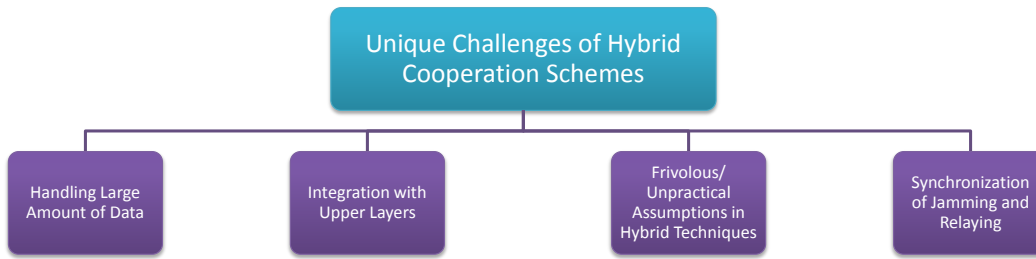 Unique Challenges of Hybrid
Cooperation Schemes
Handling Large
Amount of Data
Integration with
Upper Layers
Frivolous/
Unpractical
Assumptions in
Hybrid Techniques
Synchronization
of Jamming and
Relaying